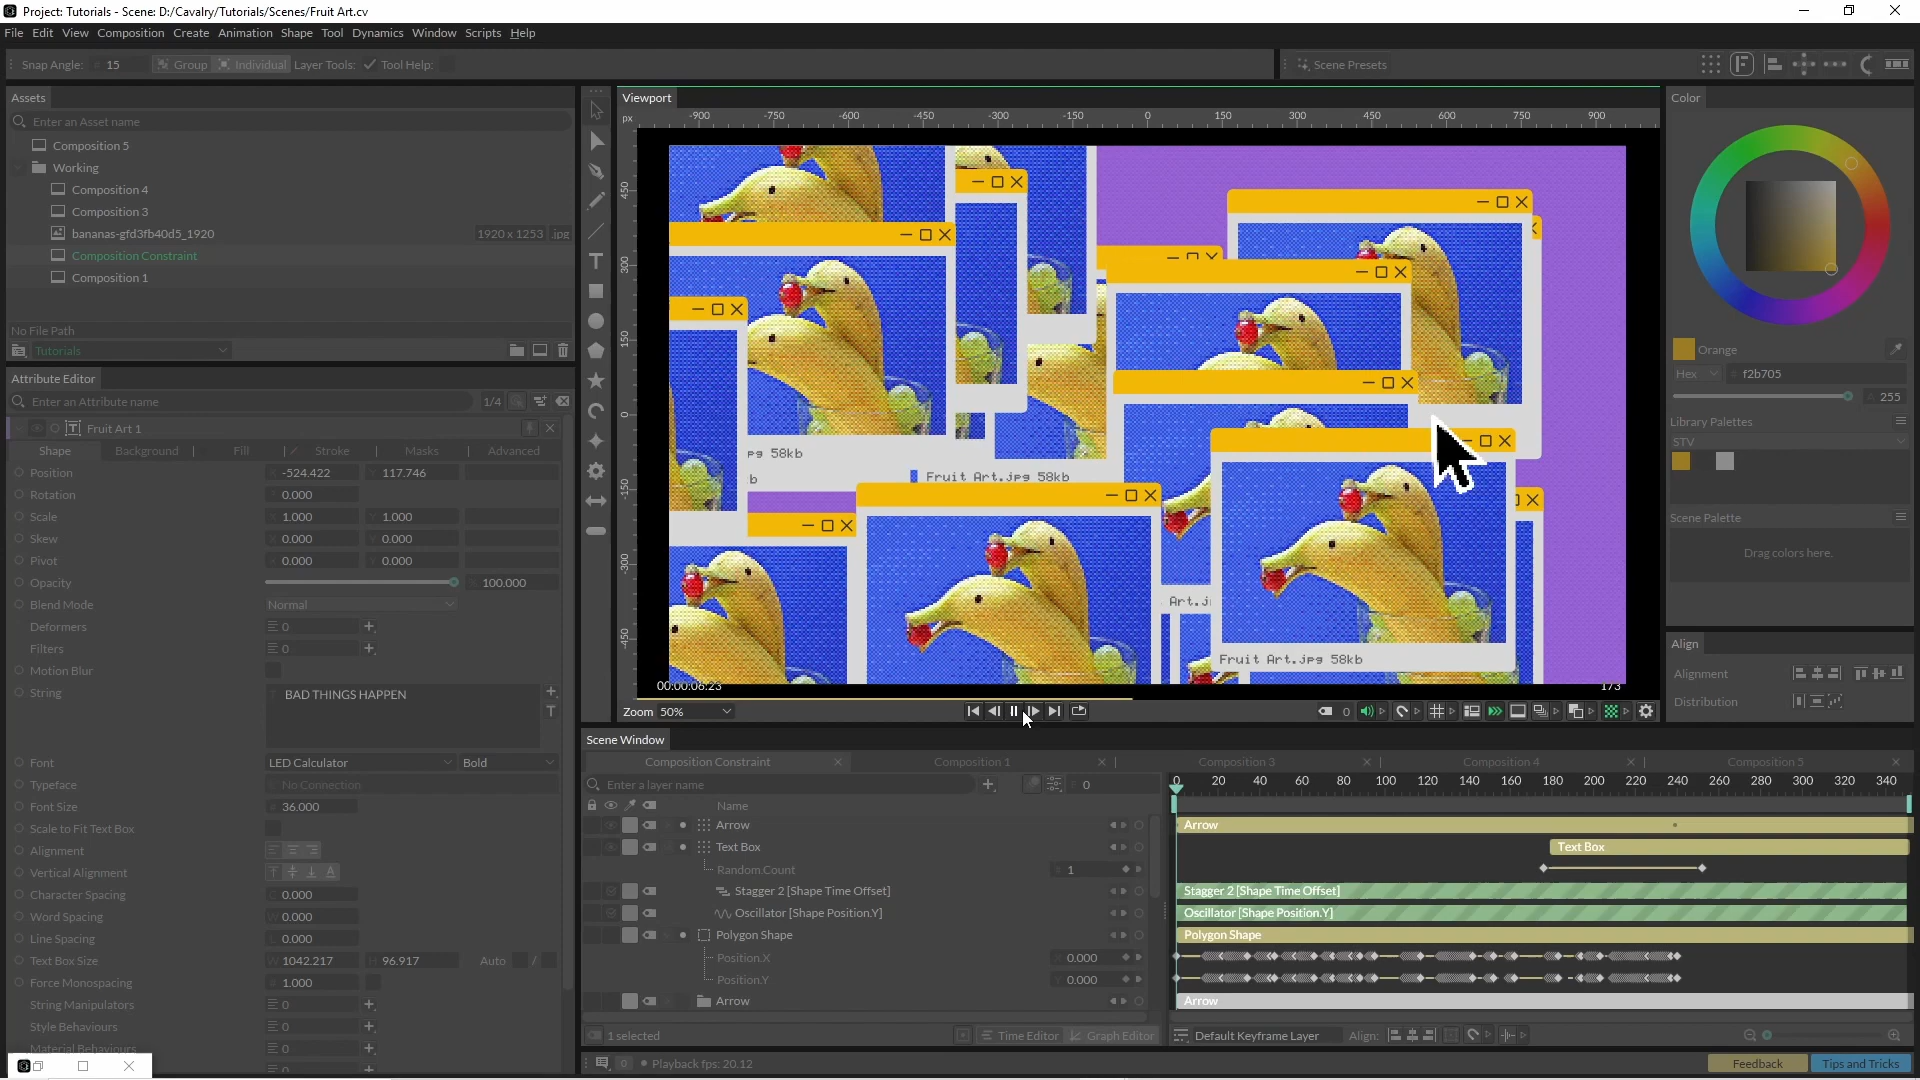 Project: Tutorials - Scene: D:/Cavalry/Tutorials/Scenes/Fruit Art.cv
File Edit View Composition Create Animation Shape Tool Dynamics Window Scripts Help
Snap Angle: 15 Group Individual Layer Tools: Tool Help: Scene Presets
Assets
Enter an Asset name
Composition 5
Working
Composition 4
Composition 3
bananas-gfd3fb40d5_1920 1920 x 1253 .jpg
Composition Constraint
Composition 1
No File Path
Tutorials
Attribute Editor
Enter an Attribute name 1/4
Fruit Art 1
Shape Background Fill Stroke Masks Advanced
Position X -524.422 Y 117.746
Rotation 0.000
Scale X 1.000 Y 1.000
Skew X 0.000 Y 0.000
Pivot X 0.000 Y 0.000
Opacity 100.000
Blend Mode Normal
Deformers 0
Filters 0
Motion Blur
String BAD THINGS HAPPEN
Font LED Calculator Bold
Typeface No Connection
Font Size 36.000
Scale to Fit Text Box
Alignment
Vertical Alignment
Character Spacing 0.000
Word Spacing 0.000
Line Spacing 0.000
Text Box Size W 1042.217 H 96.917 Auto /
Force Monospacing 1.000
String Manipulators 0
Style Behaviours 0
Material Behaviours 0
Viewport
px -900 -750 -600 -450 -300 -150 0 150 300 450 600 750 900
450
300
150
0
-150
-300
-450
pg 58kb
b
Fruit Art.jpg 58kb
Art.j
Fruit Art.jpg 58kb
00:00:06:23 173
Zoom 50% 0
Color
Orange
Hex f2b705
255
Library Palettes
STV
Scene Palette
Drag colors here.
Align
Alignment
Distribution
Scene Window
Composition Constraint Composition 1 Composition 3 Composition 4 Composition 5
Enter a layer name 0
0 20 40 60 80 100 120 140 160 180 200 220 240 260 280 300 320 340
Name
Arrow Arrow
Text Box Text Box
Random.Count 1
Stagger 2 [Shape Time Offset] Stagger 2 [Shape Time Offset]
Oscillator [Shape Position.Y] Oscillator [Shape Position.Y]
Polygon Shape Polygon Shape
Position.X 0.000
Position.Y 0.000
Arrow Arrow
1 selected Time Editor Graph Editor Default Keyframe Layer Align:
0 Playback fps: 20.12 Feedback Tips and Tricks